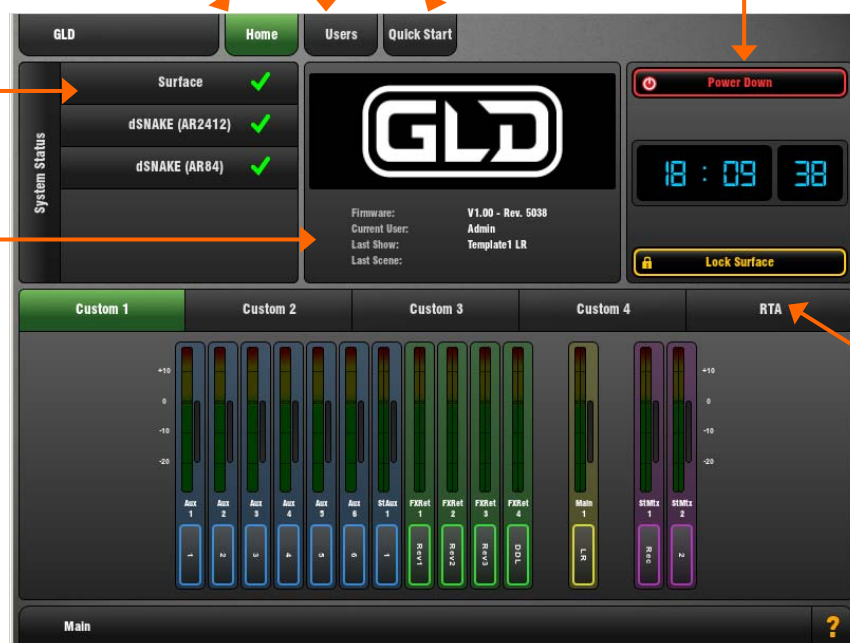 GLD
Home
Users
Quick Start
System Status
Surface
dSNAKE (AR2412)
dSNAKE (AR84)
GLD
Firmware: V1.00 - Rev. 5038
Current User: Admin
Last Show: Template1 LR
Last Scene:
Power Down
18 : 09 38
Lock Surface
Custom 1
Custom 2
Custom 3
Custom 4
RTA
+10 +10
0 0
-10 -10
-20 -20
Aux Aux Aux Aux Aux Aux StAux FXRet FXRet FXRet FXRet Main StMtx StMtx
1 2 3 4 5 6 1 1 2 3 4 1 1 2
1 2 3 4 5 6 1 Rev1 Rev2 Rev3 DDL LR Rec 2
Main ?